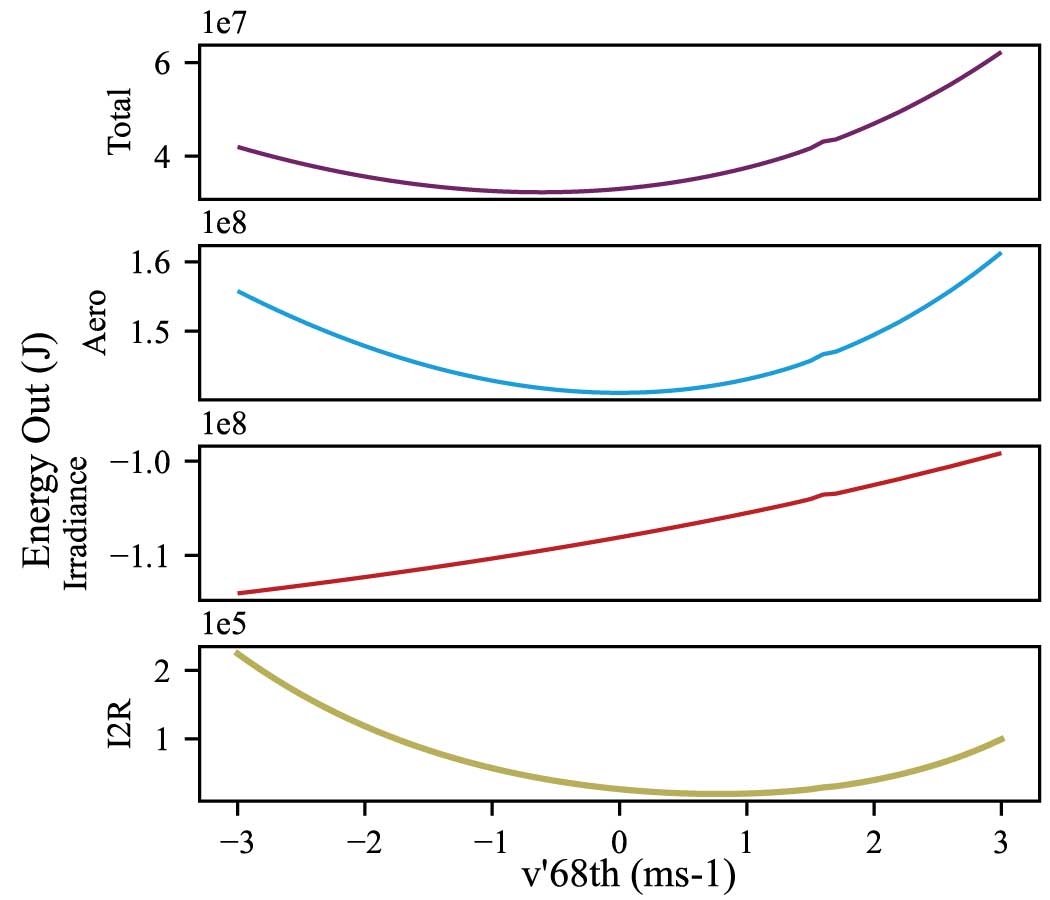 1e7
6
4
Total
1e8
1.6
1.5
Aero
Energy Out (J)
1e8
−1.0
−1.1
Irradiance
1e5
2
1
I2R
−3 −2 −1 0 1 2 3
v'68th (ms-1)